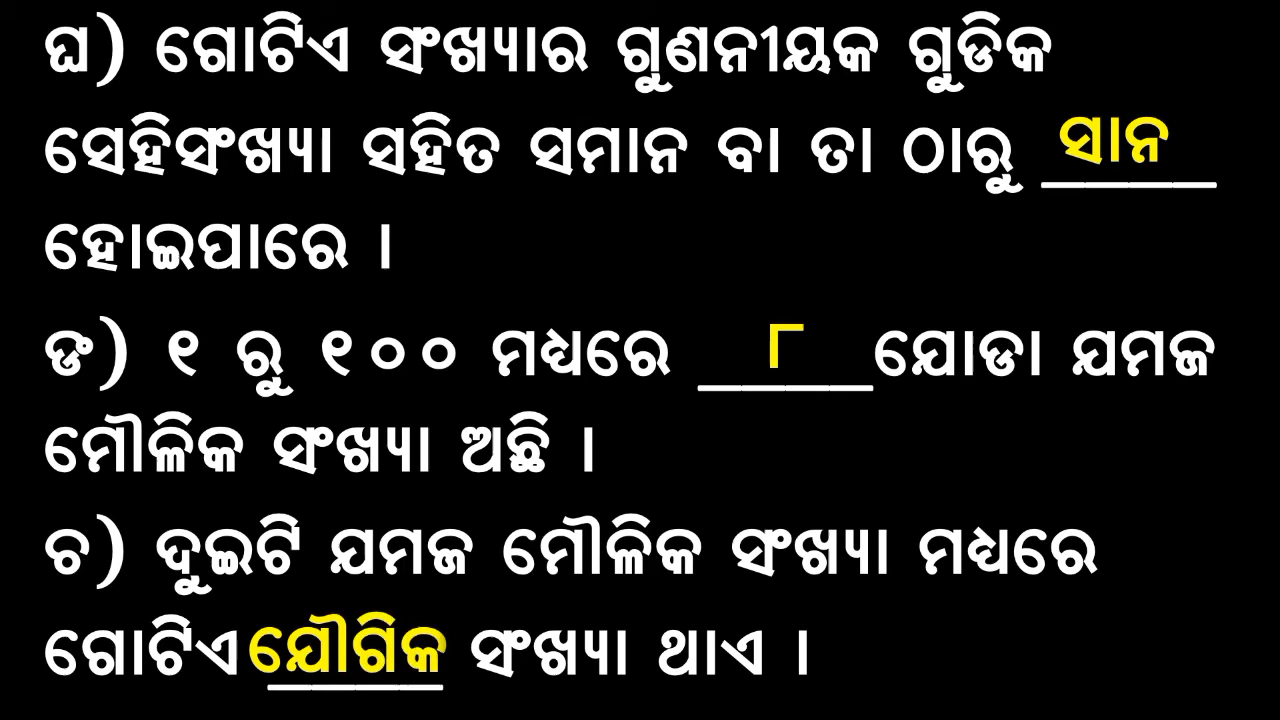 ଘ) ଗୋଟିଏ ସଂଖ୍ୟାର ଗୁଣନୀୟକ ଗୁଡିକ
ସେହିସଂଖ୍ୟା ସହିତ ସମାନ ବା ତା ଠାରୁ ସାନ
ହୋଇପାରେ ।
ଙ) ୧ ରୁ ୧୦୦ ମଧ୍ୟରେ ୮ ଯୋଡା ଯମଜ
ମୌଳିକ ସଂଖ୍ୟା ଅଛି ।
ଚ) ଦୁଇଟି ଯମଜ ମୌଳିକ ସଂଖ୍ୟା ମଧ୍ୟରେ
ଗୋଟିଏ ଯୌଗିକ ସଂଖ୍ୟା ଥାଏ ।